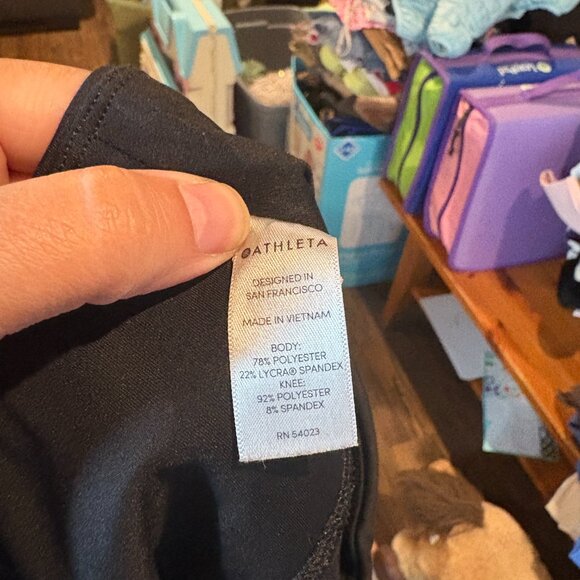 ATHLETA
DESIGNED IN
SAN FRANCISCO
MADE IN VIETNAM
BODY:
78% POLYESTER
22% LYCRA® SPANDEX
KNEE:
92% POLYESTER
8% SPANDEX
RN 54023